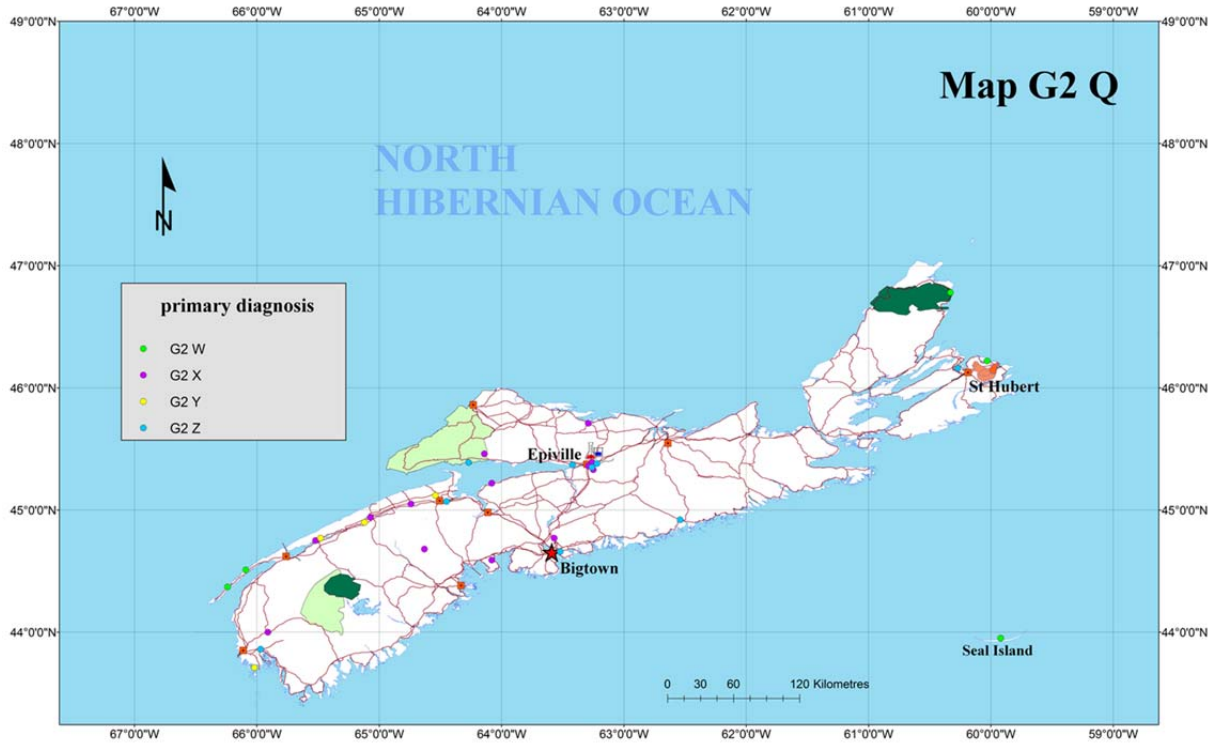 67°0'0"W 66°0'0"W 65°0'0"W 64°0'0"W 63°0'0"W 62°0'0"W 61°0'0"W 60°0'0"W 59°0'0"W
49°0'0"N 49°0'0"N
Map G2 Q
48°0'0"N 48°0'0"N
NORTH
HIBERNIAN OCEAN
N
47°0'0"N 47°0'0"N
primary diagnosis
G2 W
G2 X
G2 Y
G2 Z
46°0'0"N 46°0'0"N
St Hubert
Epiville
45°0'0"N 45°0'0"N
Bigtown
44°0'0"N 44°0'0"N
Seal Island
0 30 60 120 Kilometres
67°0'0"W 66°0'0"W 65°0'0"W 64°0'0"W 63°0'0"W 62°0'0"W 61°0'0"W 60°0'0"W 59°0'0"W